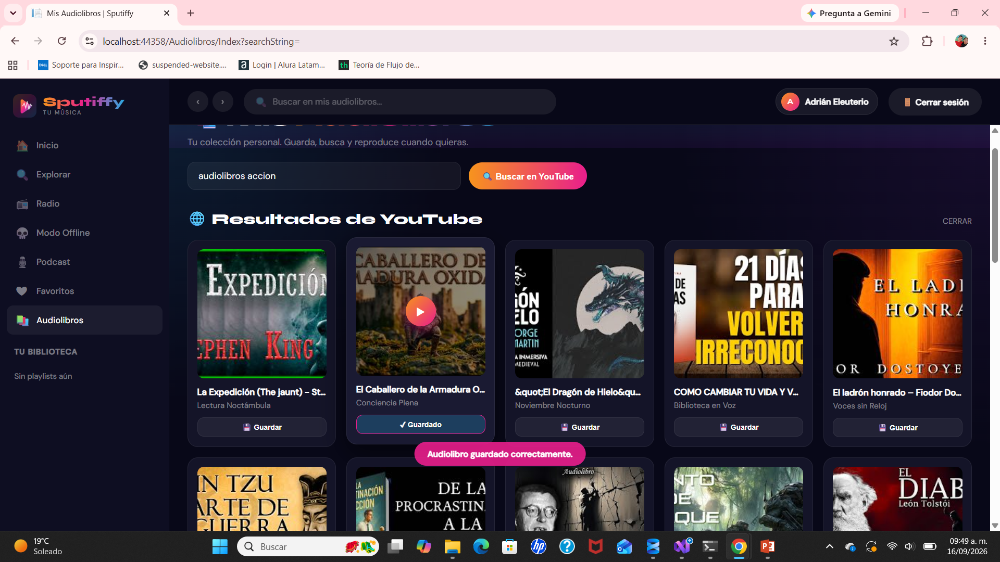 Mis Audiolibros | Sputiffy
Pregunta a Gemini
localhost:44358/Audiolibros/Index?searchString=
Soporte para Inspir...
suspended-website....
Login | Alura Latam...
Teoría de Flujo de...
Sputiffy
TU MÚSICA
Buscar en mis audiolibros...
A
Adrián Eleuterio
Cerrar sesión
Inicio
Explorar
Radio
Modo Offline
Podcast
Favoritos
Audiolibros
TU BIBLIOTECA
Sin playlists aún
Tu colección personal. Guarda, busca y reproduce cuando quieras.
audiolibros accion
Buscar en YouTube
Resultados de YouTube
CERRAR
EXPEDICIÓN
EPHEN KING
La Expedición (The jaunt) – St...
Lectura Noctámbula
Guardar
CABALLERO DE
MADURA OXIDA
El Caballero de la Armadura O...
Conciencia Plena
✓ Guardado
GÓN
ELO
ORGE
MARTIN
A INMERSIVA
MEDIEVAL
&quot;El Dragón de Hielo&qu...
Noviembre Nocturno
Guardar
DE
AS
21 DÍAS
PARA
VOLVER
IRRECONOC
COMO CAMBIAR TU VIDA Y V...
Biblioteca en Voz
Guardar
EL LADR
HONRA
OR DOSTOYE
El ladrón honrado – Fiodor Do...
Voces sin Reloj
Guardar
Audiolibro guardado correctamente.
N TZU
ARTE DE
GUERRA
LA
TINACIÓN
CCIÓN
DE LA
PROCRASTINA
A LA
Audiolibro
NTO
DE
QUE
EL
DIAB
León Tolstói
19°C
Soleado
Buscar
09:49 a. m.
16/09/2026